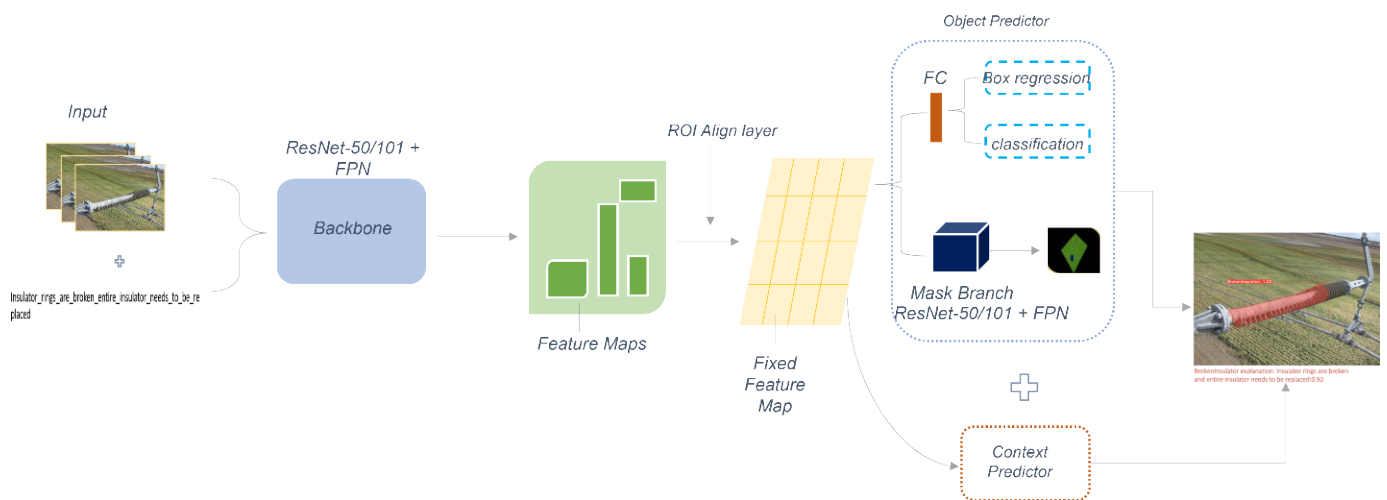 Object Predictor
Input
ResNet-50/101 +
FPN
Backbone
Insulator_rings_are_broken_entire_insulator_needs_to_be_re
placed
Feature Maps
ROI Align layer
Fixed
Feature
Map
FC
Box regression
classification
Mask Branch
ResNet-50/101 + FPN
Context
Predictor
BrokenInsulator explanation: Insulator rings are broken
and entire insulator needs to be replaced:0.92